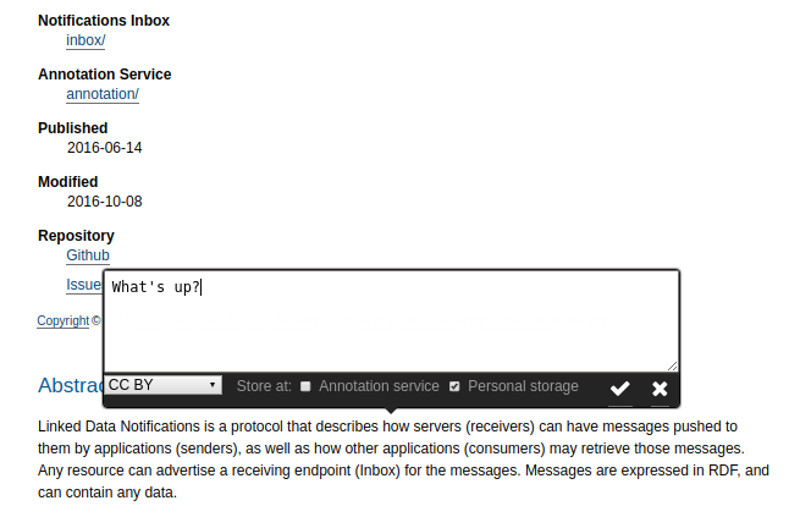 Notifications Inbox
inbox/
Annotation Service
annotation/
Published
2016-06-14
Modified
2016-10-08
Repository
Github
Issue
What's up?
Copyright ©
CC BY
Store at: Annotation service Personal storage
Abstrac
Linked Data Notifications is a protocol that describes how servers (receivers) can have messages pushed to
them by applications (senders), as well as how other applications (consumers) may retrieve those messages.
Any resource can advertise a receiving endpoint (Inbox) for the messages. Messages are expressed in RDF, and
can contain any data.